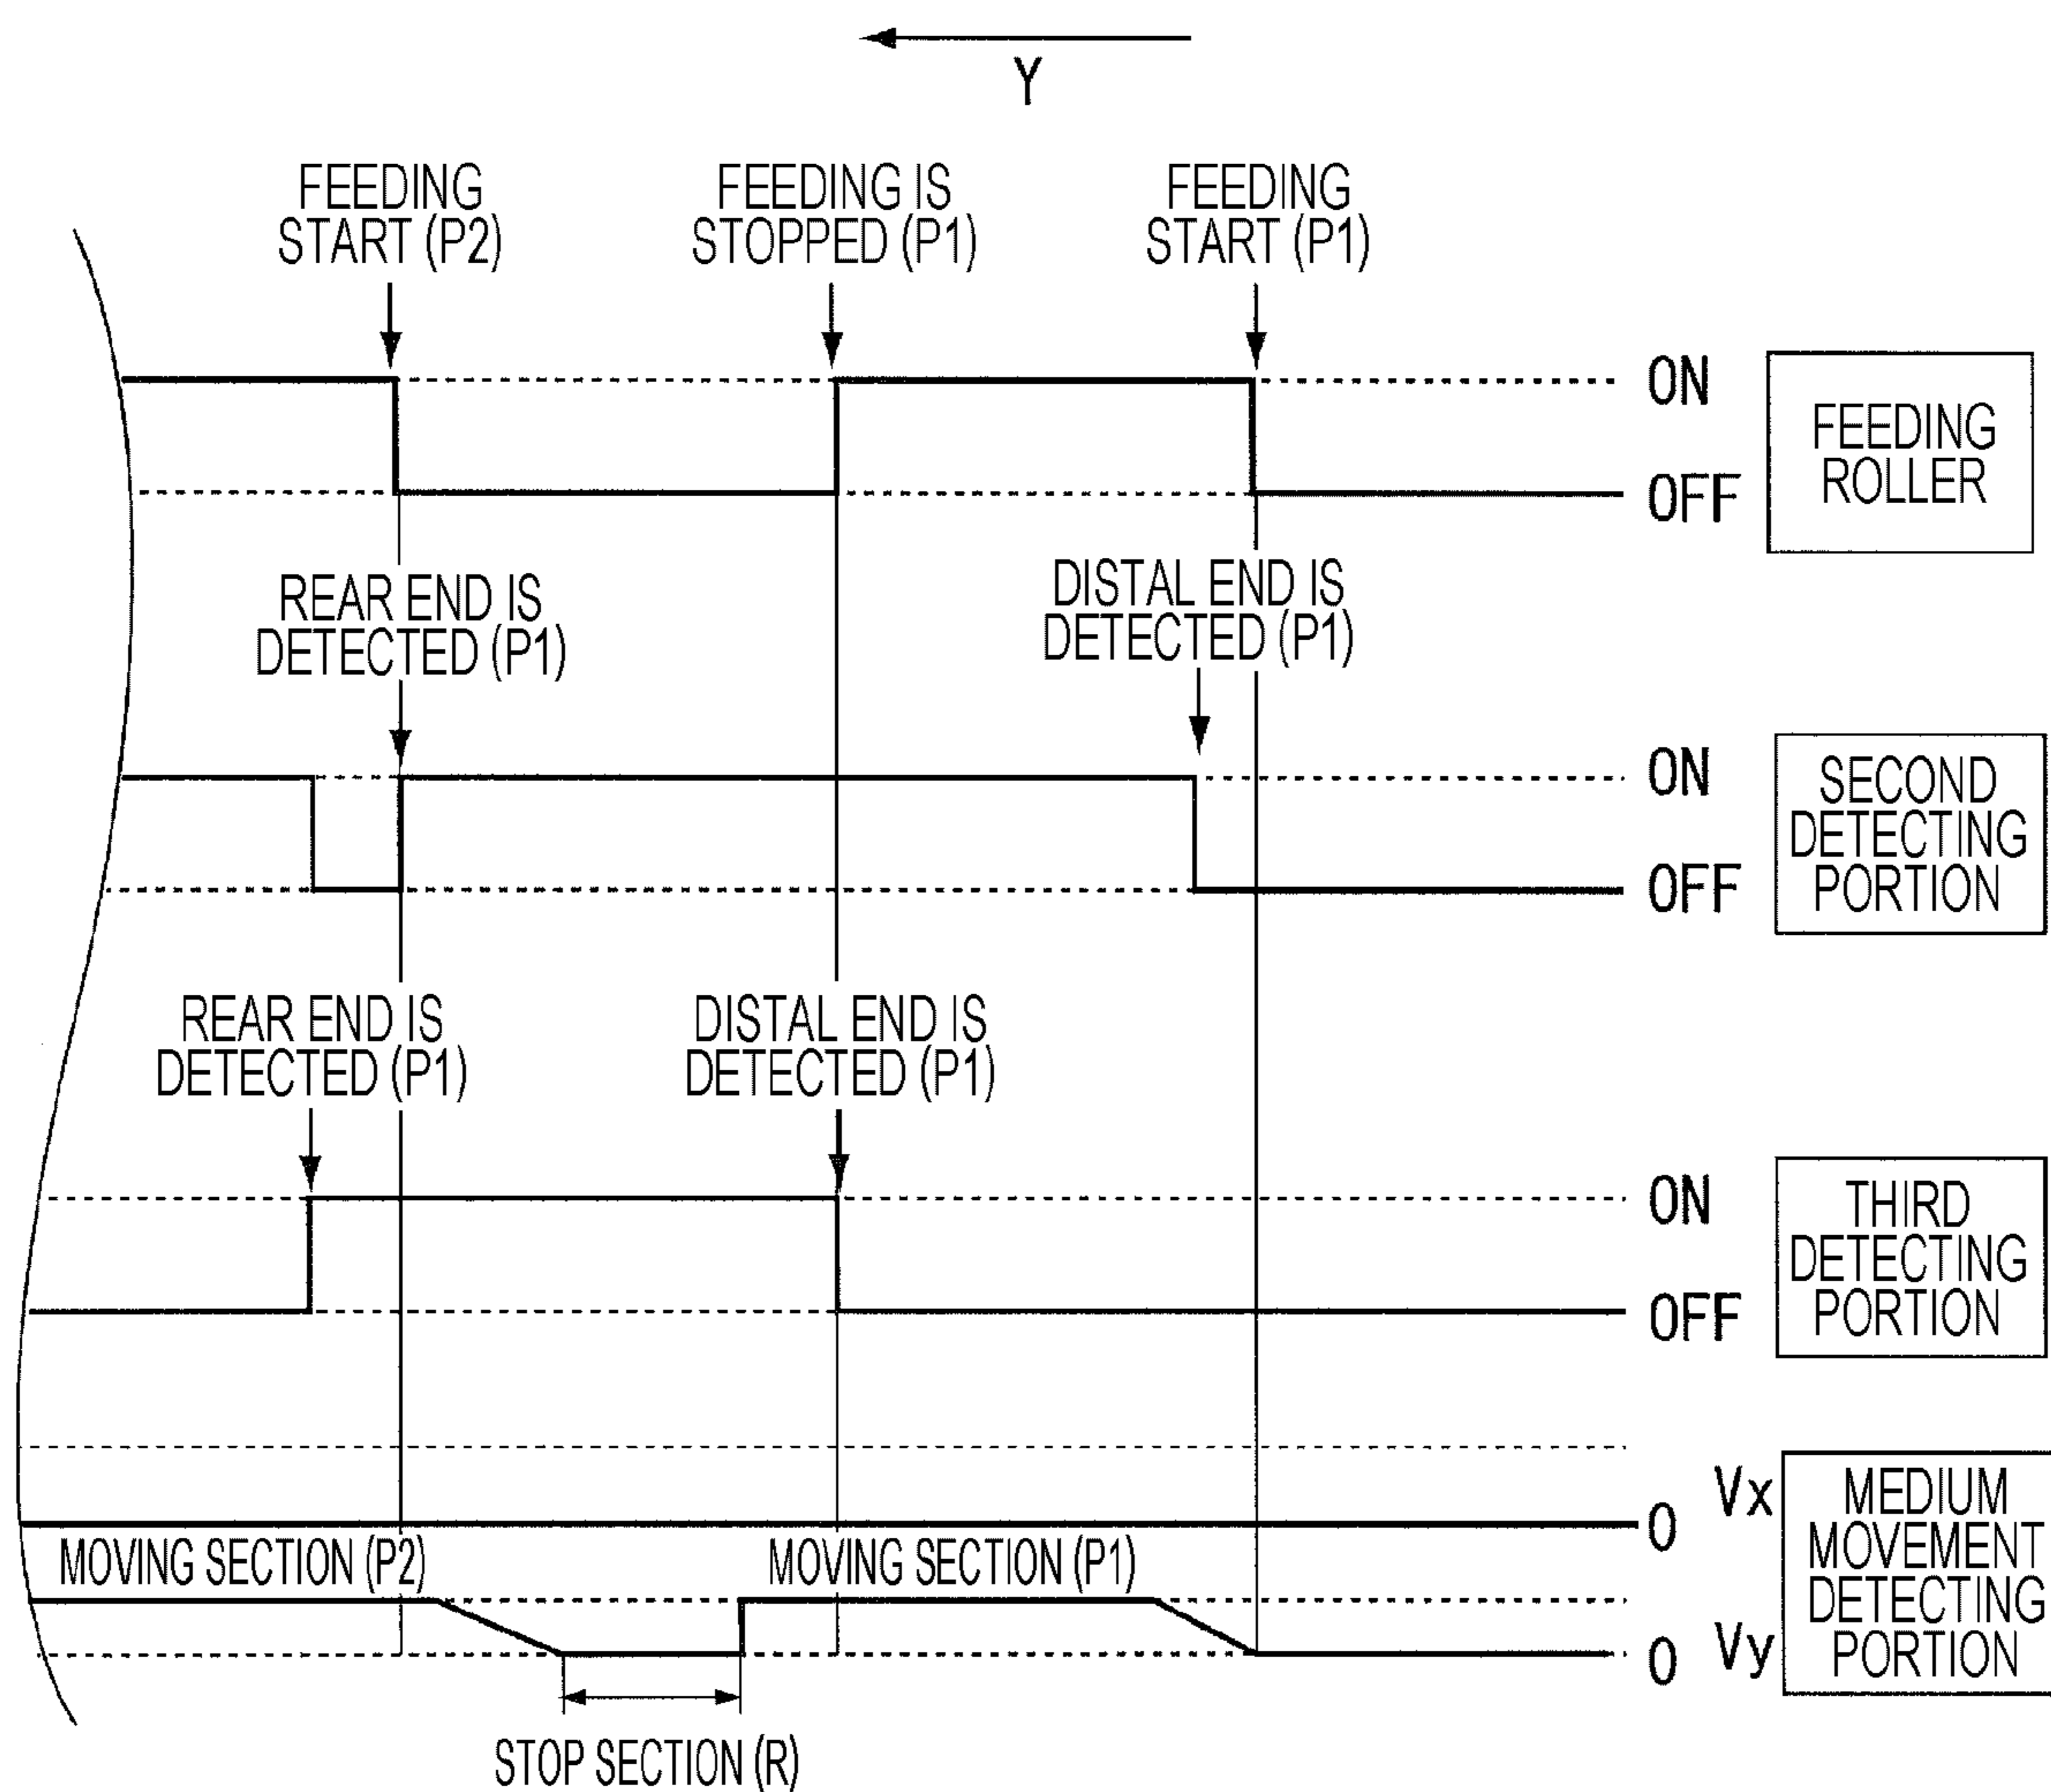 Y
FEEDING
START (P2)
FEEDING IS
STOPPED (P1)
FEEDING
START (P1)
ON
OFF
FEEDING
ROLLER
REAR END IS
DETECTED (P1)
DISTAL END IS
DETECTED (P1)
ON
OFF
SECOND
DETECTING
PORTION
REAR END IS
DETECTED (P1)
DISTAL END IS
DETECTED (P1)
ON
OFF
THIRD
DETECTING
PORTION
0 Vx
MOVING SECTION (P2)
MOVING SECTION (P1)
0 Vy
MEDIUM
MOVEMENT
DETECTING
PORTION
STOP SECTION (R)